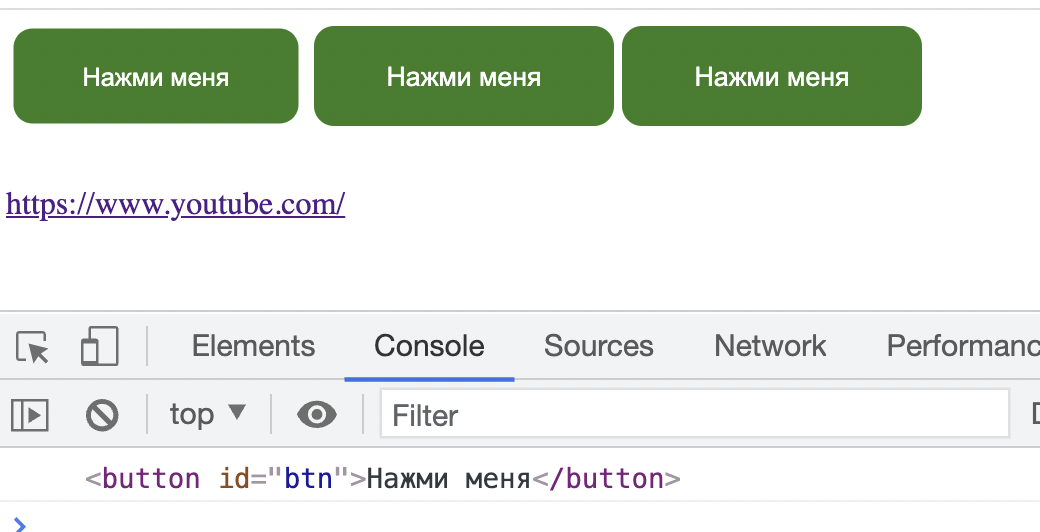 Нажми меня Нажми меня Нажми меня
https://www.youtube.com/
Elements Console Sources Network
top Filter
<button id="btn">Нажми меня</button>